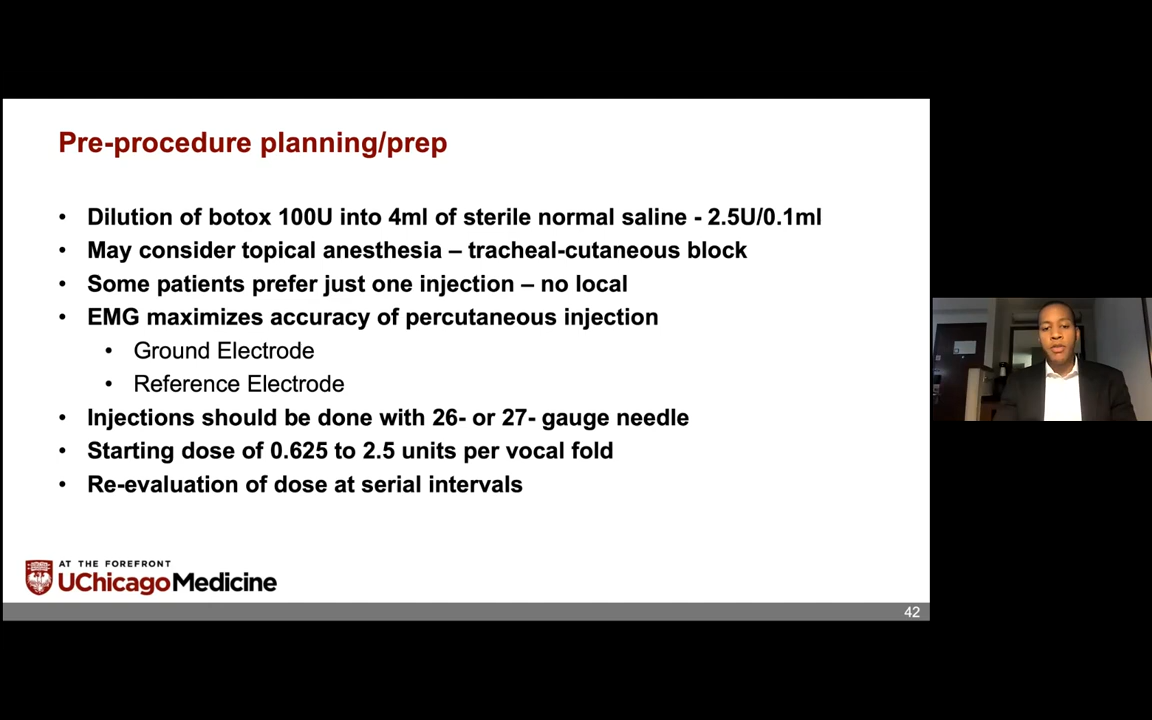 Pre-procedure planning/prep
• Dilution of botox 100U into 4ml of sterile normal saline - 2.5U/0.1ml
• May consider topical anesthesia – tracheal-cutaneous block
• Some patients prefer just one injection – no local
• EMG maximizes accuracy of percutaneous injection
• Ground Electrode
• Reference Electrode
• Injections should be done with 26- or 27- gauge needle
• Starting dose of 0.625 to 2.5 units per vocal fold
• Re-evaluation of dose at serial intervals
AT THE FOREFRONT
UChicago Medicine
42